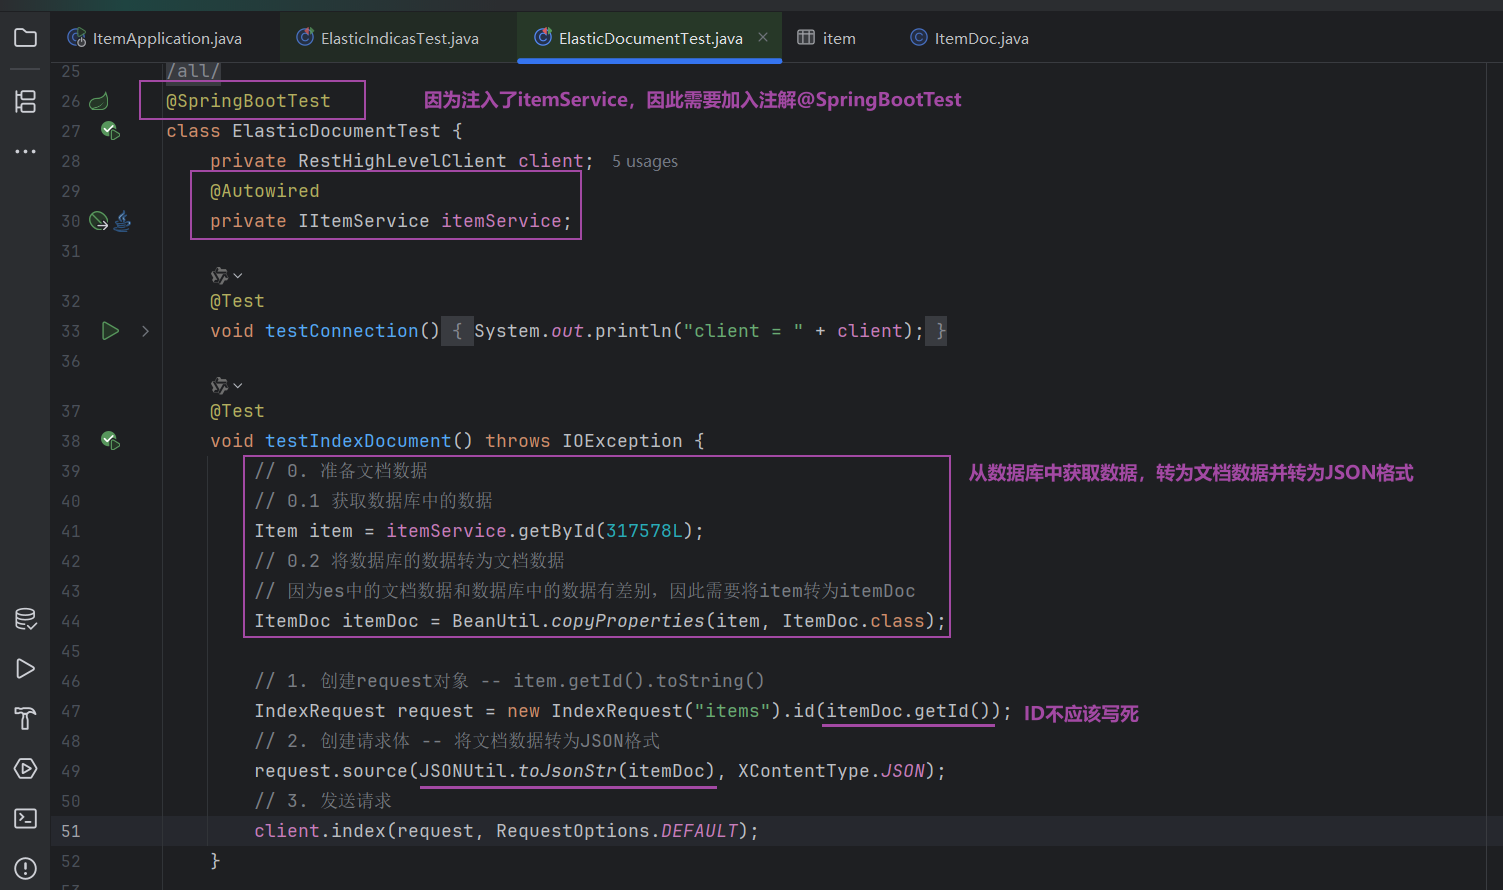 ItemApplication.java ElasticIndicasTest.java ElasticDocumentTest.java item ItemDoc.java
25 /all/
26 @SpringBootTest 因为注入了itemService，因此需要加入注解@SpringBootTest
27 class ElasticDocumentTest {
28 private RestHighLevelClient client; 5 usages
29 @Autowired
30 private IItemService itemService;
31
32 @Test
33 void testConnection() { System.out.println("client = " + client); }
36
37 @Test
38 void testIndexDocument() throws IOException {
39 // 0. 准备文档数据 从数据库中获取数据，转为文档数据并转为JSON格式
40 // 0.1 获取数据库中的数据
41 Item item = itemService.getById(317578L);
42 // 0.2 将数据库的数据转为文档数据
43 // 因为es中的文档数据和数据库中的数据有差别，因此需要将item转为itemDoc
44 ItemDoc itemDoc = BeanUtil.copyProperties(item, ItemDoc.class);
45
46 // 1. 创建request对象 -- item.getId().toString()
47 IndexRequest request = new IndexRequest("items").id(itemDoc.getId()); ID不应该写死
48 // 2. 创建请求体 -- 将文档数据转为JSON格式
49 request.source(JSONUtil.toJsonStr(itemDoc), XContentType.JSON);
50 // 3. 发送请求
51 client.index(request, RequestOptions.DEFAULT);
52 }